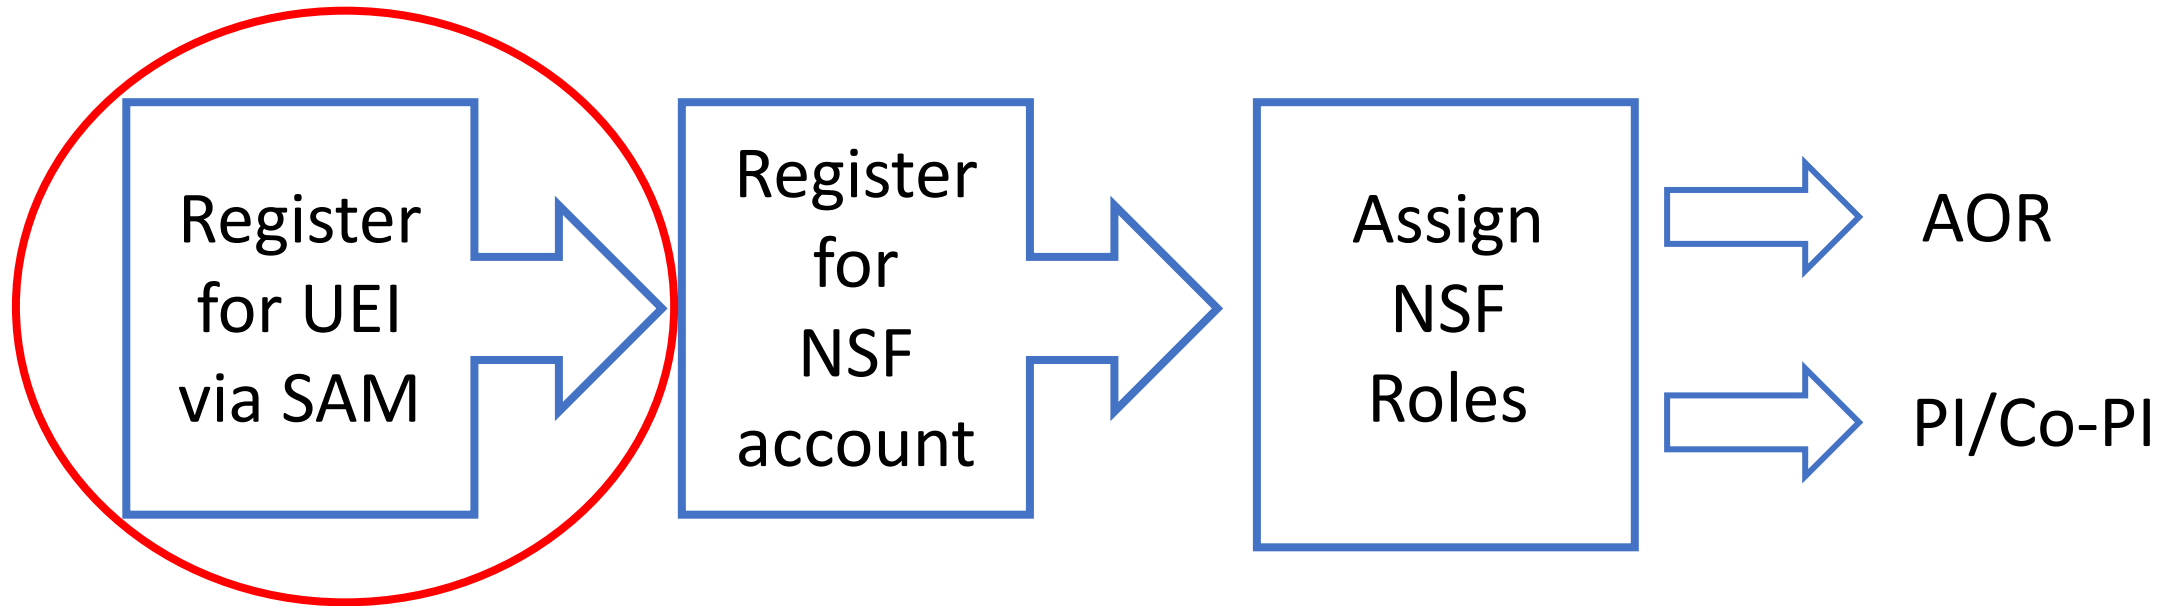 Register
for UEI
via SAM
Register
for
NSF
account
Assign
NSF
Roles
AOR
PI/Co-PI